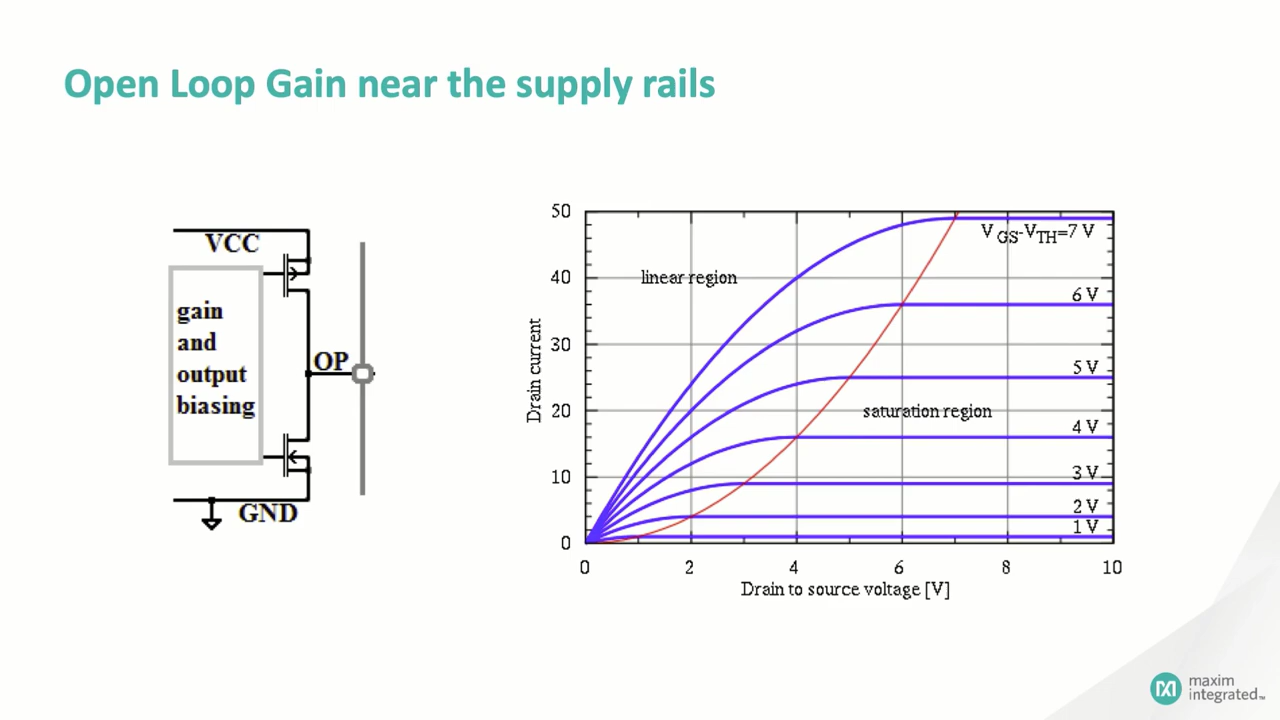 Open Loop Gain near the supply rails
VCC
gain
and
output
biasing
OP
GND
50
40
30
20
10
0
Drain current
linear region
saturation region
VGS-VTH=7 V
6 V
5 V
4 V
3 V
2 V
1 V
0 2 4 6 8 10
Drain to source voltage [V]
maxim
integrated™